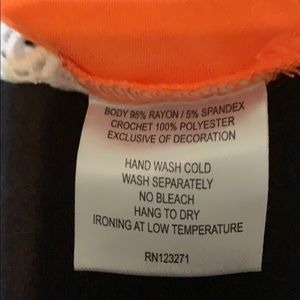 BODY 95% RAYON / 5% SPANDEX
CROCHET 100% POLYESTER
EXCLUSIVE OF DECORATION
HAND WASH COLD
WASH SEPARATELY
NO BLEACH
HANG TO DRY
IRONING AT LOW TEMPERATURE
RN123271